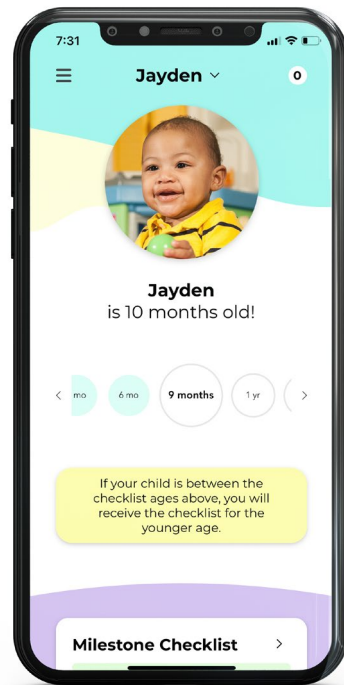 7:31
Jayden
0
Jayden
is 10 months old!
mo
6 mo
9 months
1 yr
If your child is between the
checklist ages above, you will
receive the checklist for the
younger age.
Milestone Checklist